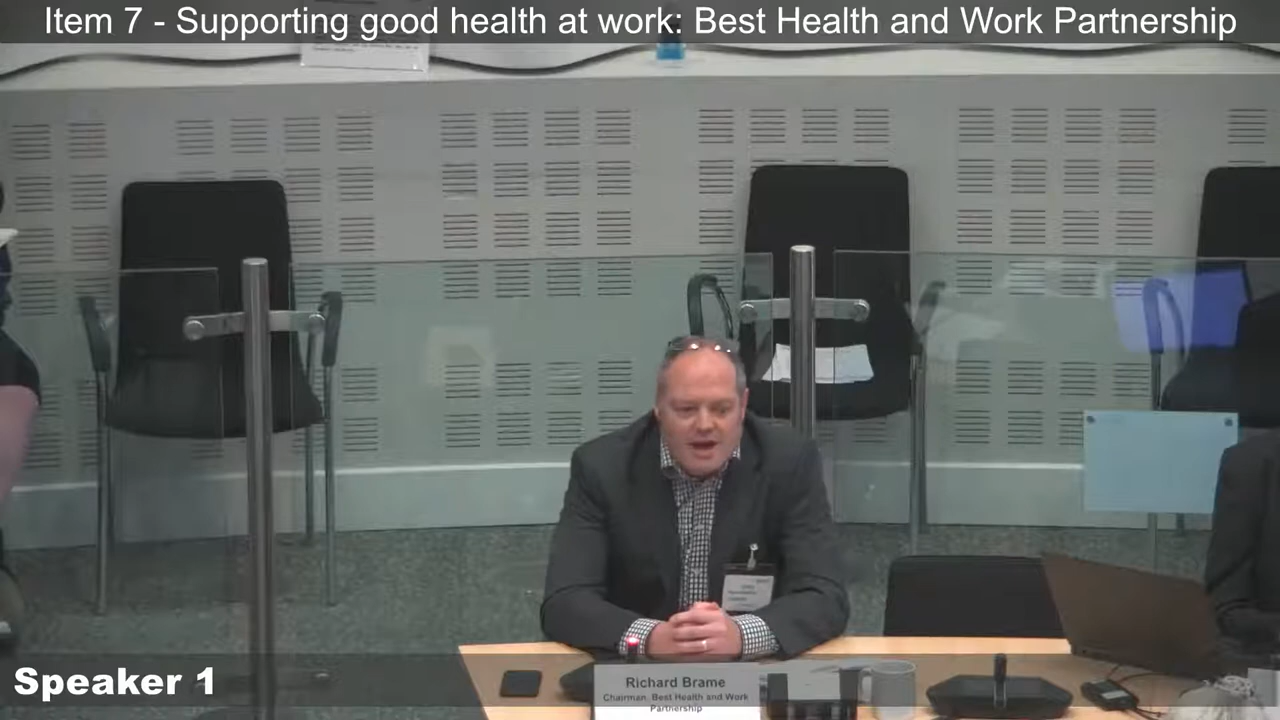 Item 7 - Supporting good health at work: Best Health and Work Partnership
Speaker 1
Richard Brame
Chairman, Best Health and Work
Partnership